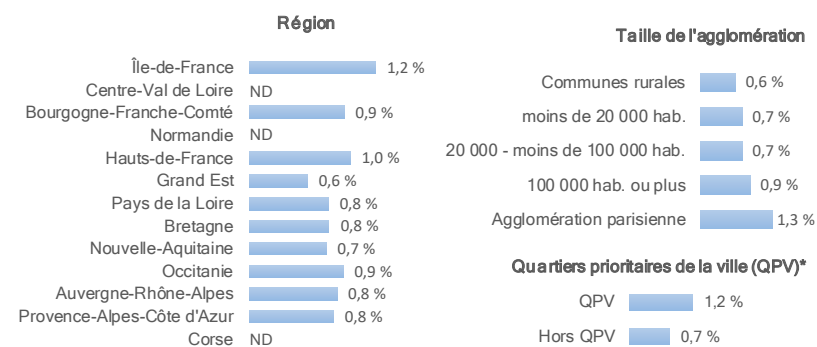 Région
Île-de-France 1,2 %
Centre-Val de Loire ND
Bourgogne-Franche-Comté 0,9 %
Normandie ND
Hauts-de-France 1,0 %
Grand Est 0,6 %
Pays de la Loire 0,8 %
Bretagne 0,8 %
Nouvelle-Aquitaine 0,7 %
Occitanie 0,9 %
Auvergne-Rhône-Alpes 0,8 %
Provence-Alpes-Côte d'Azur 0,8 %
Corse ND
Taille de l'agglomération
Communes rurales 0,6 %
moins de 20 000 hab. 0,7 %
20 000 - moins de 100 000 hab. 0,7 %
100 000 hab. ou plus 0,9 %
Agglomération parisienne 1,3 %
Quartiers prioritaires de la ville (QPV)*
QPV 1,2 %
Hors QPV 0,7 %